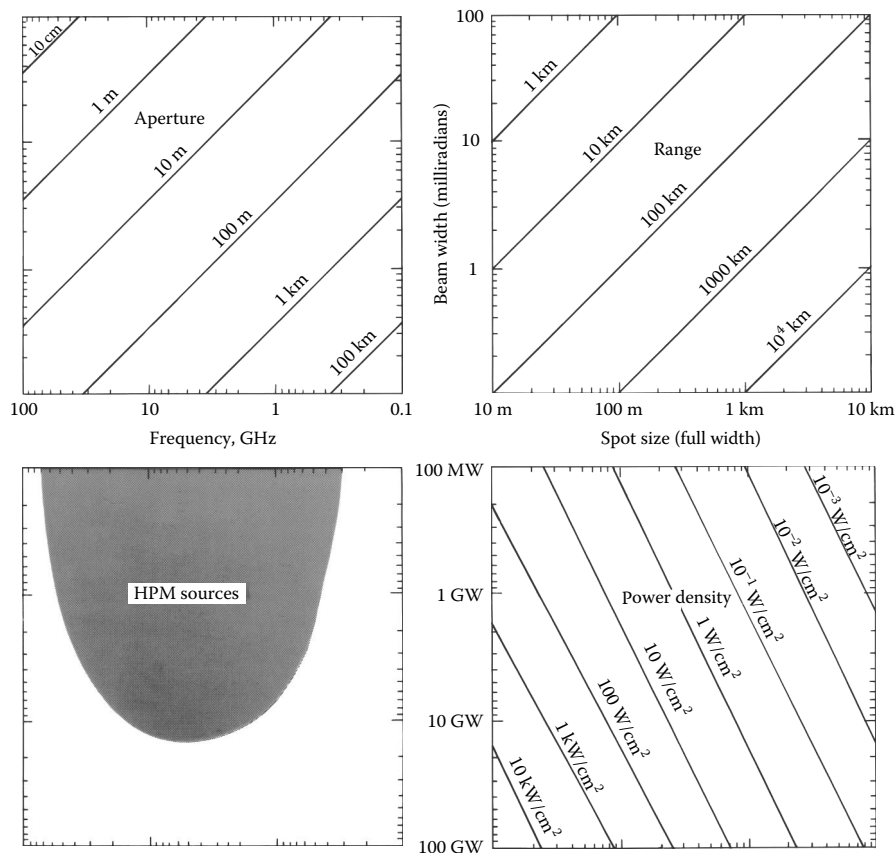 10 cm
1 m
Aperture
10 m
100 m
1 km
100 km
100
10
1
0.1
Frequency, GHz
100
10
1
Beam width (milliradians)
1 km
10 km
Range
100 km
1000 km
10⁴ km
10 m
100 m
1 km
10 km
Spot size (full width)
HPM sources
100 MW
1 GW
10 GW
100 GW
10⁻³ W/cm²
10⁻² W/cm²
10⁻¹ W/cm²
Power density
1 W/cm²
10 W/cm²
100 W/cm²
1 kW/cm²
10 kW/cm²